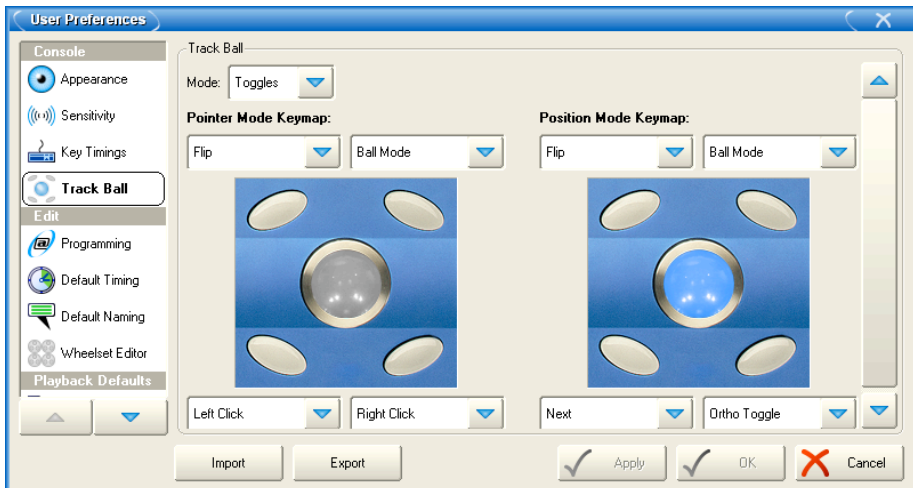 User Preferences
Console
Appearance
Sensitivity
Key Timings
Track Ball
Edit
Programming
Default Timing
Default Naming
Wheelset Editor
Playback Defaults
Track Ball
Mode: Toggles
Pointer Mode Keymap:
Flip Ball Mode
Left Click Right Click
Position Mode Keymap:
Flip Ball Mode
Next Ortho Toggle
Import Export Apply OK Cancel